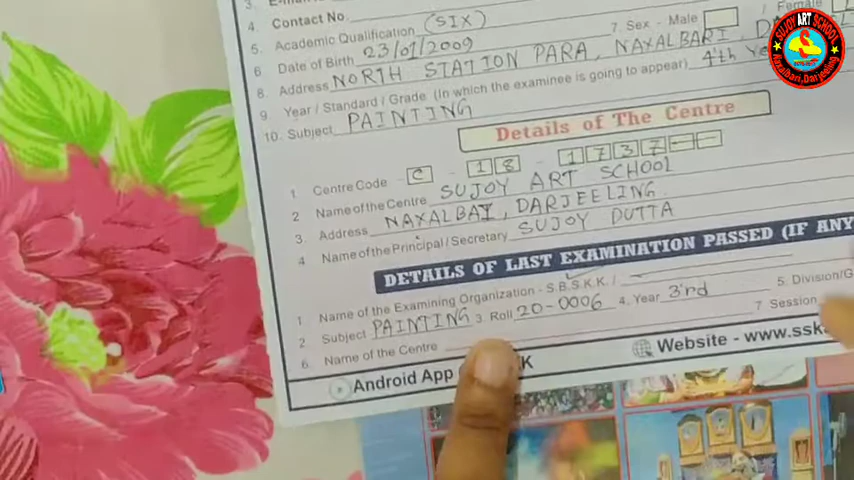 4. Contact No.
5. Academic Qualification (SIX)
6. Date of Birth 23/01/2009 7. Sex - Male Female
8. Address NORTH STATION PARA, NAXALBARI,
9. Year / Standard / Grade (In which the examinee is going to appear) 4th
10. Subject PAINTING
Details of The Centre
1. Centre Code - C - 18 - 1737--
2. Name of the Centre SUJOY ART SCHOOL
3. Address NAXALBAI, DARJEELING
4. Name of the Principal / Secretary SUJOY DUTTA
DETAILS OF LAST EXAMINATION PASSED (IF ANY
1. Name of the Examining Organization - S.B.S.K.K. /
2. Subject PAINTING 3. Roll 20-0006 4. Year 3rd 5. Division/G
6. Name of the Centre 7. Session
Android App Website - www.ssk
SUJOY ART SCHOOL
Naxalbari, Darjeeling